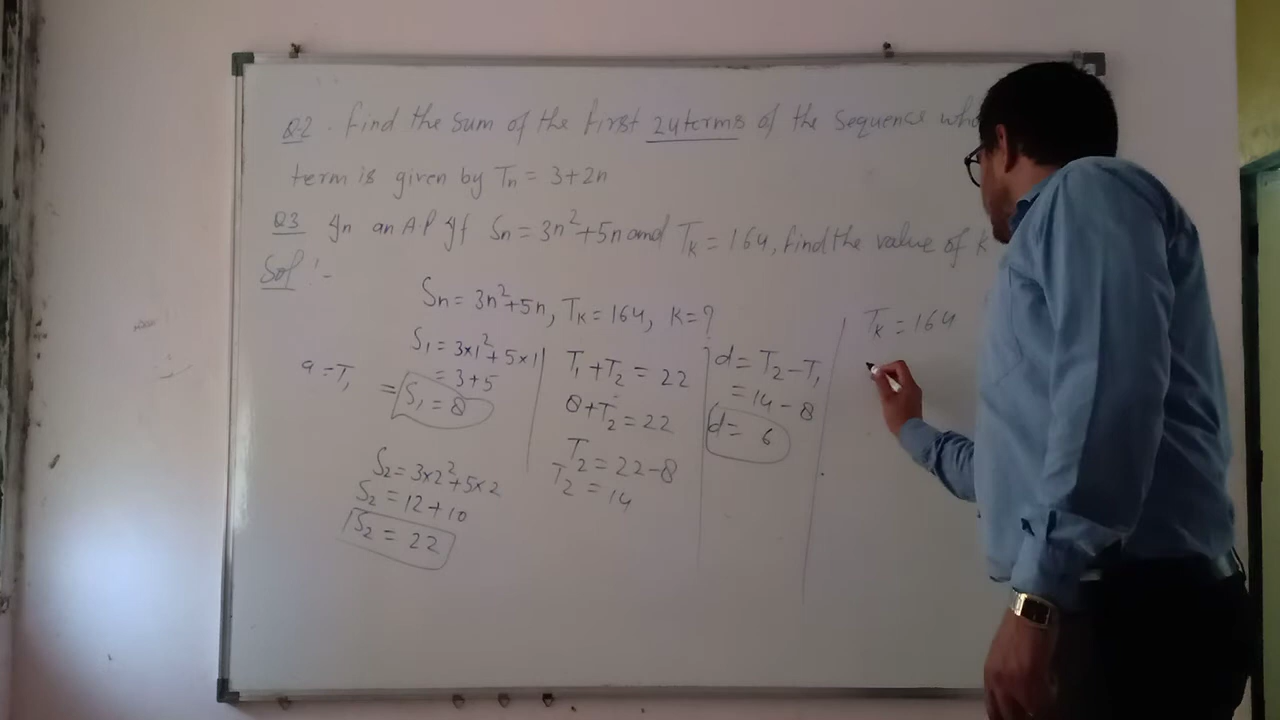 Q2. Find the sum of the first 24terms of the sequence
term is given by Tn = 3+2n
Q3 In an AP If Sn = 3n²+5n and Tk = 164, find the value of K
Sol :-
Sn = 3n²+5n, Tk = 164, K = ?
a = T1
S1 = 3×1²+5×1
= 3+5
= S1 = 8
S2 = 3×2²+5×2
S2 = 12+10
S2 = 22
T1+T2 = 22
8+T2 = 22
T2 = 22-8
T2 = 14
d = T2-T1
= 14-8
d = 6
Tk = 164